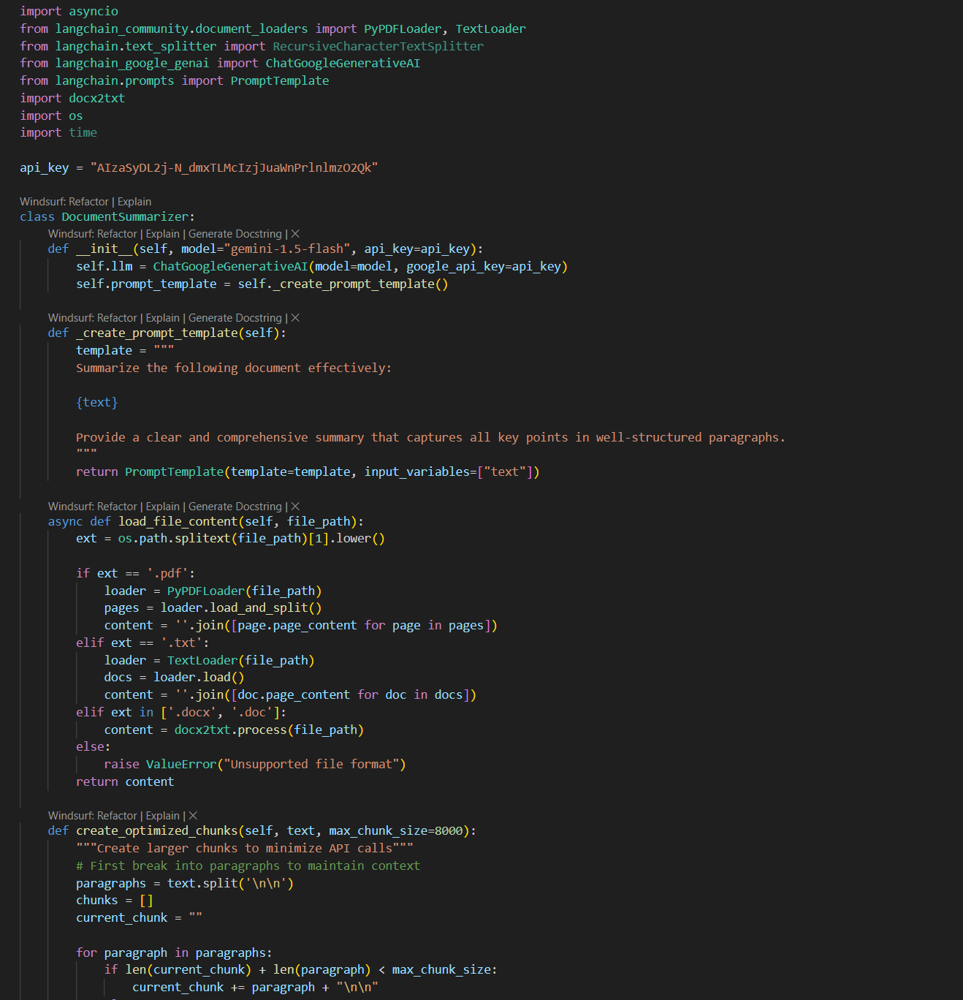 import asyncio
from langchain_community.document_loaders import PyPDFLoader, TextLoader
from langchain.text_splitter import RecursiveCharacterTextSplitter
from langchain_google_genai import ChatGoogleGenerativeAI
from langchain.prompts import PromptTemplate
import docx2txt
import os
import time
api_key = "AIzaSyDL2j-N_dmxTLMcIzjJuaWnPrlnlmzO2Qk"
Windsurf: Refactor | Explain
class DocumentSummarizer:
Windsurf: Refactor | Explain | Generate Docstring | ✕
def __init__(self, model="gemini-1.5-flash", api_key=api_key):
self.llm = ChatGoogleGenerativeAI(model=model, google_api_key=api_key)
self.prompt_template = self._create_prompt_template()
Windsurf: Refactor | Explain | Generate Docstring | ✕
def _create_prompt_template(self):
template = """
Summarize the following document effectively:
{text}
Provide a clear and comprehensive summary that captures all key points in well-structured paragraphs.
"""
return PromptTemplate(template=template, input_variables=["text"])
Windsurf: Refactor | Explain | Generate Docstring | ✕
async def load_file_content(self, file_path):
ext = os.path.splitext(file_path)[1].lower()
if ext == '.pdf':
loader = PyPDFLoader(file_path)
pages = loader.load_and_split()
content = ''.join([page.page_content for page in pages])
elif ext == '.txt':
loader = TextLoader(file_path)
docs = loader.load()
content = ''.join([doc.page_content for doc in docs])
elif ext in ['.docx', '.doc']:
content = docx2txt.process(file_path)
else:
raise ValueError("Unsupported file format")
return content
Windsurf: Refactor | Explain | ✕
def create_optimized_chunks(self, text, max_chunk_size=8000):
"""Create larger chunks to minimize API calls"""
# First break into paragraphs to maintain context
paragraphs = text.split('\n\n')
chunks = []
current_chunk = ""
for paragraph in paragraphs:
if len(current_chunk) + len(paragraph) < max_chunk_size:
current_chunk += paragraph + "\n\n"